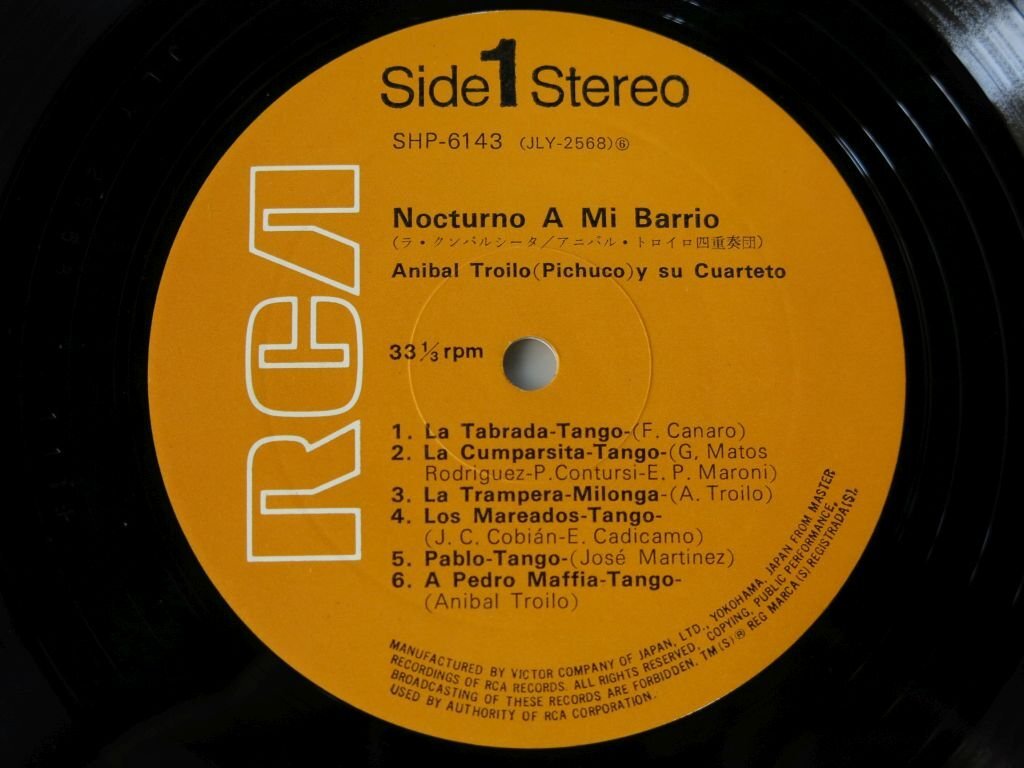 Side 1 Stereo
SHP-6143 (JLY-2568)⑥
RCA
Nocturno A Mi Barrio
(ラ・クンパルシータ/アニバル・トロイロ四重奏団)
Anibal Troilo(Pichuco)y su Cuarteto
33 1/3 rpm
1. La Tabrada-Tango-(F. Canaro)
2. La Cumparsita-Tango-(G. Matos
Rodriguez-P.Contursi-E. P. Maroni)
3. La Trampera-Milonga-(A. Troilo)
4. Los Mareados-Tango-
(J. C. Cobián-E. Cadicamo)
5. Pablo-Tango-(José Martinez)
6. A Pedro Maffia-Tango-
(Anibal Troilo)
MANUFACTURED BY VICTOR COMPANY OF JAPAN, LTD., YOKOHAMA, JAPAN FROM MASTER
RECORDINGS OF RCA RECORDS. ALL RIGHTS RESERVED, COPYING, PUBLIC PERFORMANCE,
BROADCASTING OF THESE RECORDS ARE FORBIDDEN. TM(S)® REG MARCA(S) REGISTRADA(S).
USED BY AUTHORITY OF RCA CORPORATION.